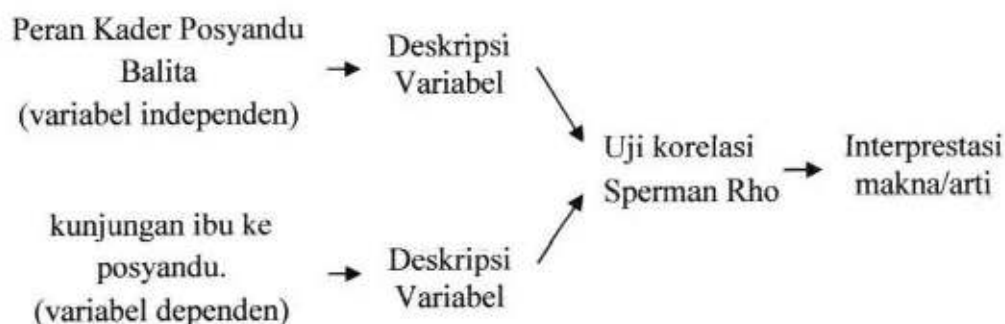 Peran Kader Posyandu
Balita
(variabel independen)
Deskripsi
Variabel
kunjungan ibu ke
posyandu.
(variabel dependen)
Deskripsi
Variabel
Uji korelasi
Sperman Rho
Interprestasi
makna/arti